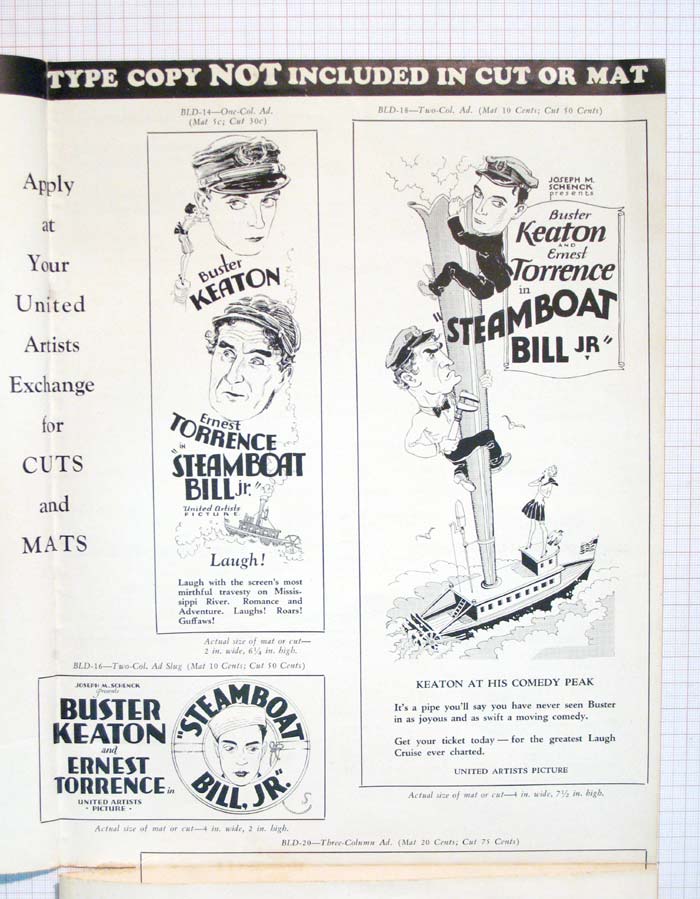 TYPE COPY NOT INCLUDED IN CUT OR MAT
Apply
at
Your
United
Artists
Exchange
for
CUTS
and
MATS
BLD-14—One-Col. Ad.
(Mat 5c; Cut 30c)
Buster
KEATON
Ernest
TORRENCE
IN
"STEAMBOAT
BILL Jr."
United Artists
PICTURE
Laugh!
Laugh with the screen's most
mirthful travesty on Missis-
sippi River. Romance and
Adventure. Laughs! Roars!
Guffaws!
Actual size of mat or cut—
2 in. wide, 6¼ in. high.
BLD-16—Two-Col. Ad Slug (Mat 10 Cents; Cut 50 Cents)
JOSEPH M. SCHENCK
Presents
BUSTER
KEATON
and
ERNEST
TORRENCE in
UNITED ARTISTS
· PICTURE ·
"STEAMBOAT
BILL, JR."
S
Actual size of mat or cut—4 in. wide, 2 in. high.
BLD-18—Two-Col. Ad. (Mat 10 Cents; Cut 50 Cents)
JOSEPH M.
SCHENCK
presents
Buster
Keaton
AND
Ernest
Torrence
in
"STEAMBOAT
BILL JR"
KEATON AT HIS COMEDY PEAK
It's a pipe you'll say you have never seen Buster
in as joyous and as swift a moving comedy.
Get your ticket today—for the greatest Laugh
Cruise ever charted.
UNITED ARTISTS PICTURE
Actual size of mat or cut—4 in. wide, 7½ in. high.
BLD-20—Three-Column Ad. (Mat 20 Cents; Cut 75 Cents)